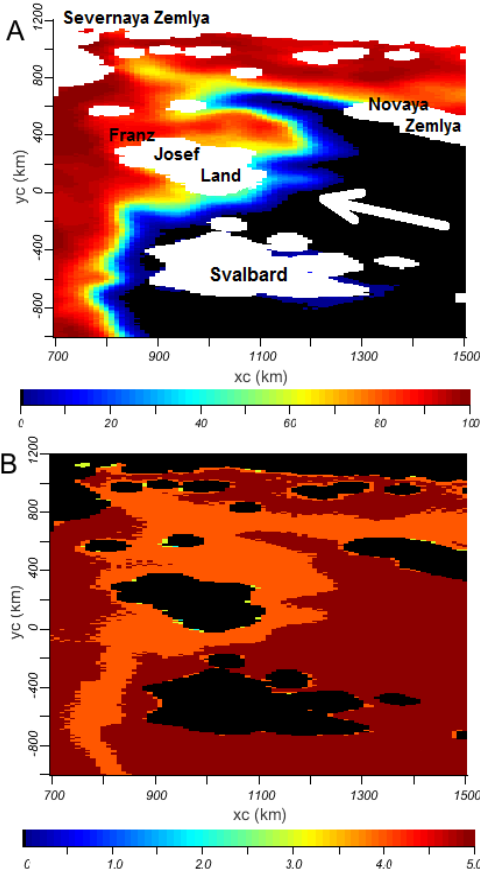 A
Severnaya Zemlya
1200
800
400
0
-400
-800
yc (km)
Franz
Josef
Land
Novaya
Zemlya
Svalbard
700 900 1100 1300 1500
xc (km)
0 20 40 60 80 100
B
1200
800
400
0
-400
-800
yc (km)
700 900 1100 1300 1500
xc (km)
0 1.0 2.0 3.0 4.0 5.0